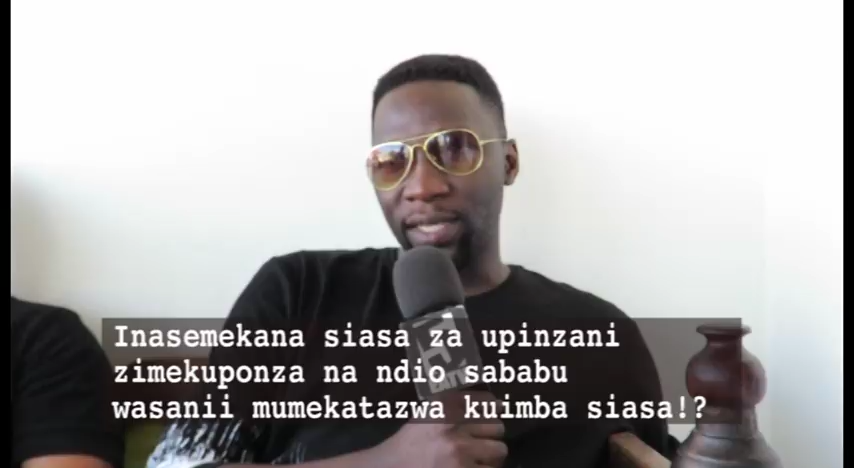 Inasemekana siasa za upinzani
zimekuponza na ndio sababu
wasanii mumekatazwa kuimba siasa!?